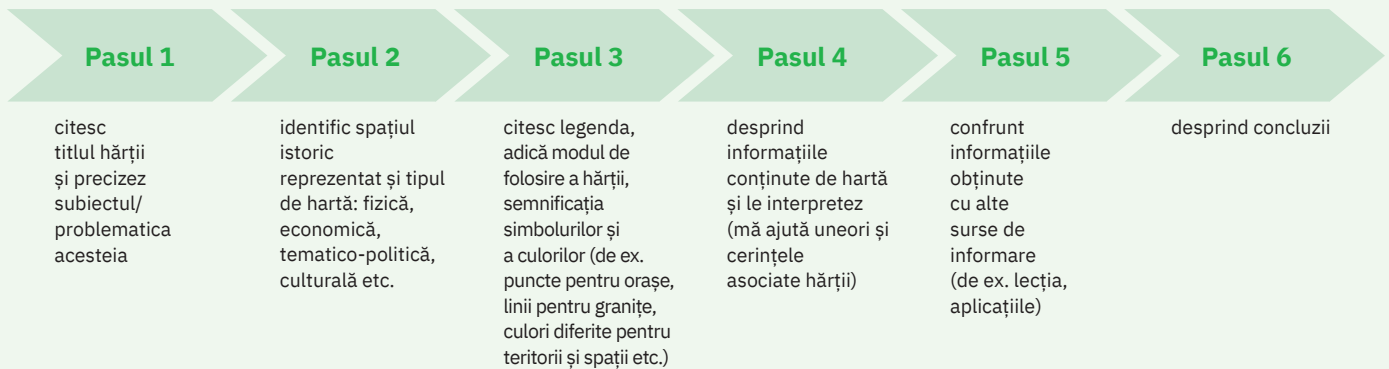 Pasul 1
citesc
titlul hărții
și precizez
subiectul/
problematica
acesteia
Pasul 2
identific spațiul
istoric
reprezentat și tipul
de hartă: fizică,
economică,
tematico-politică,
culturală etc.
Pasul 3
citesc legenda,
adică modul de
folosire a hărții,
semnificația
simbolurilor și
a culorilor (de ex.
puncte pentru orașe,
linii pentru granițe,
culori diferite pentru
teritorii și spații etc.)
Pasul 4
desprind
informațiile
conținute de hartă
și le interpretez
(mă ajută uneori și
cerințele
asociate hărții)
Pasul 5
confrunt
informațiile
obținute
cu alte
surse de
informare
(de ex. lecția,
aplicațiile)
Pasul 6
desprind concluzii